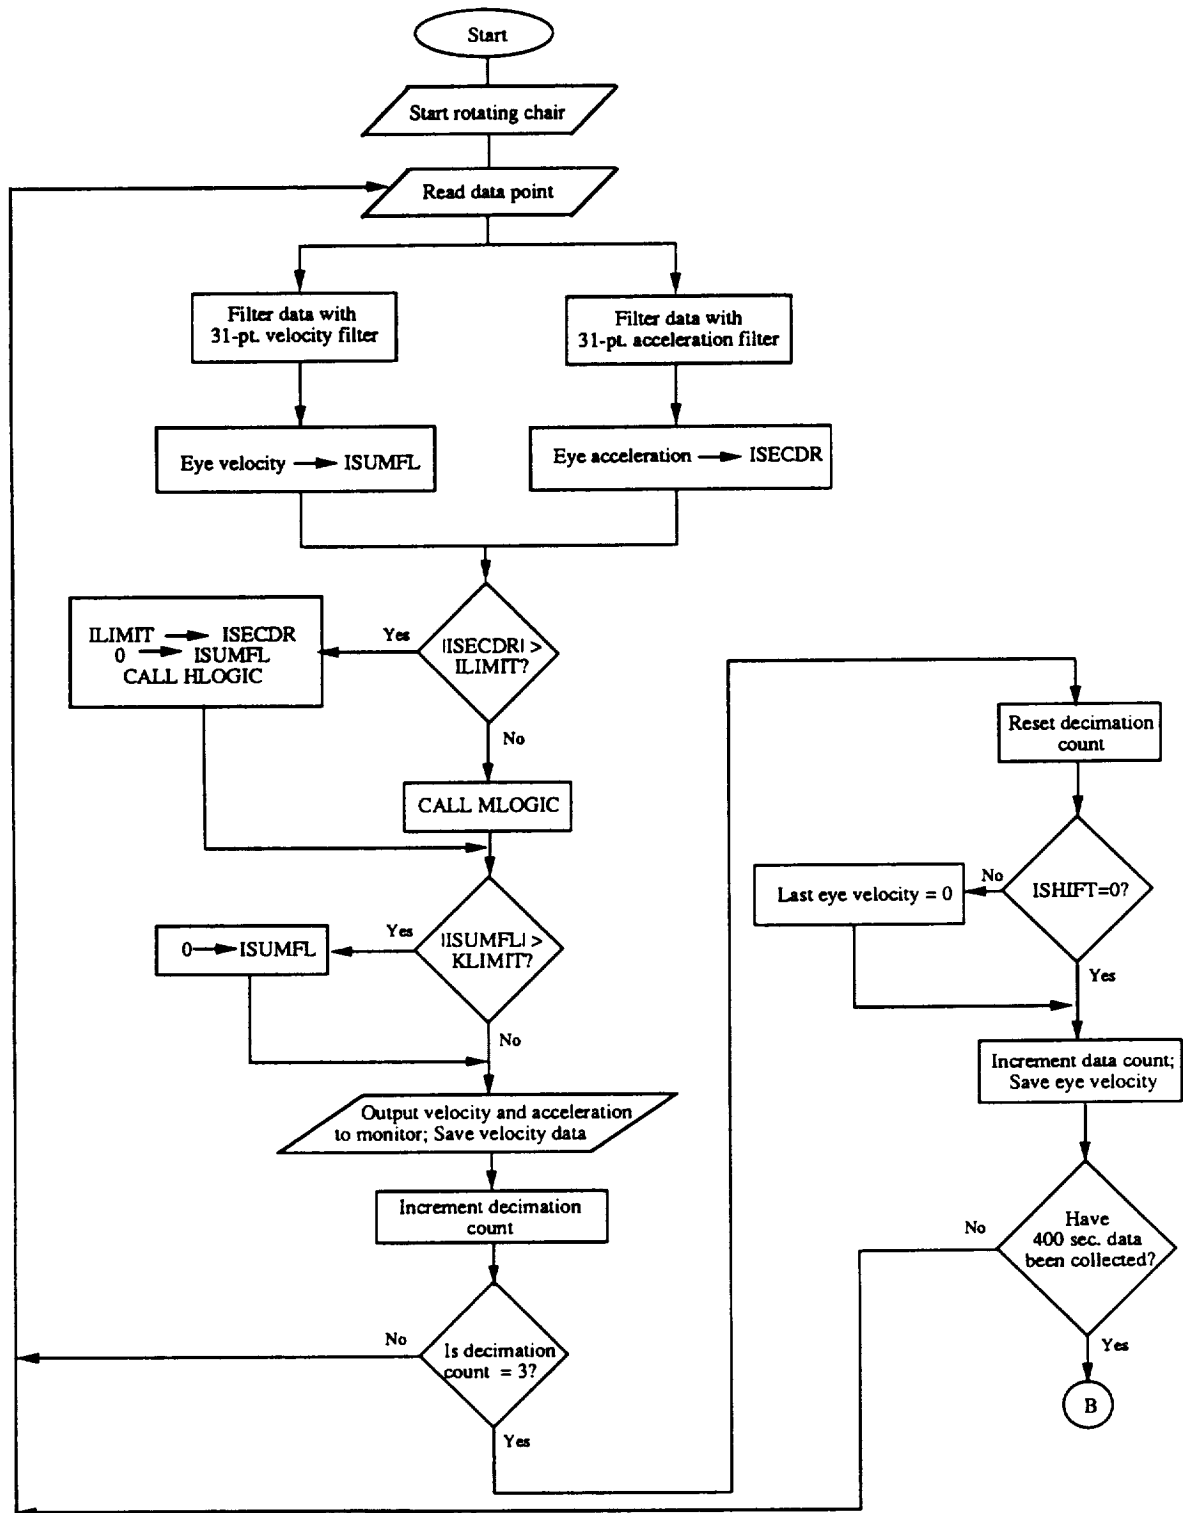 Start
Start rotating chair
Read data point
Filter data with
31-pt. velocity filter
Filter data with
31-pt. acceleration filter
Eye velocity → ISUMFL
Eye acceleration → ISECDR
|ISECDR| >
ILIMIT?
Yes
No
ILIMIT → ISECDR
0 → ISUMFL
CALL HLOGIC
CALL MLOGIC
|ISUMFL| >
KLIMIT?
Yes
No
0 → ISUMFL
Output velocity and acceleration
to monitor; Save velocity data
Increment decimation
count
Is decimation
count = 3?
No
Yes
Reset decimation
count
ISHIFT=0?
No
Yes
Last eye velocity = 0
Increment data count;
Save eye velocity
Have
400 sec. data
been collected?
No
Yes
B